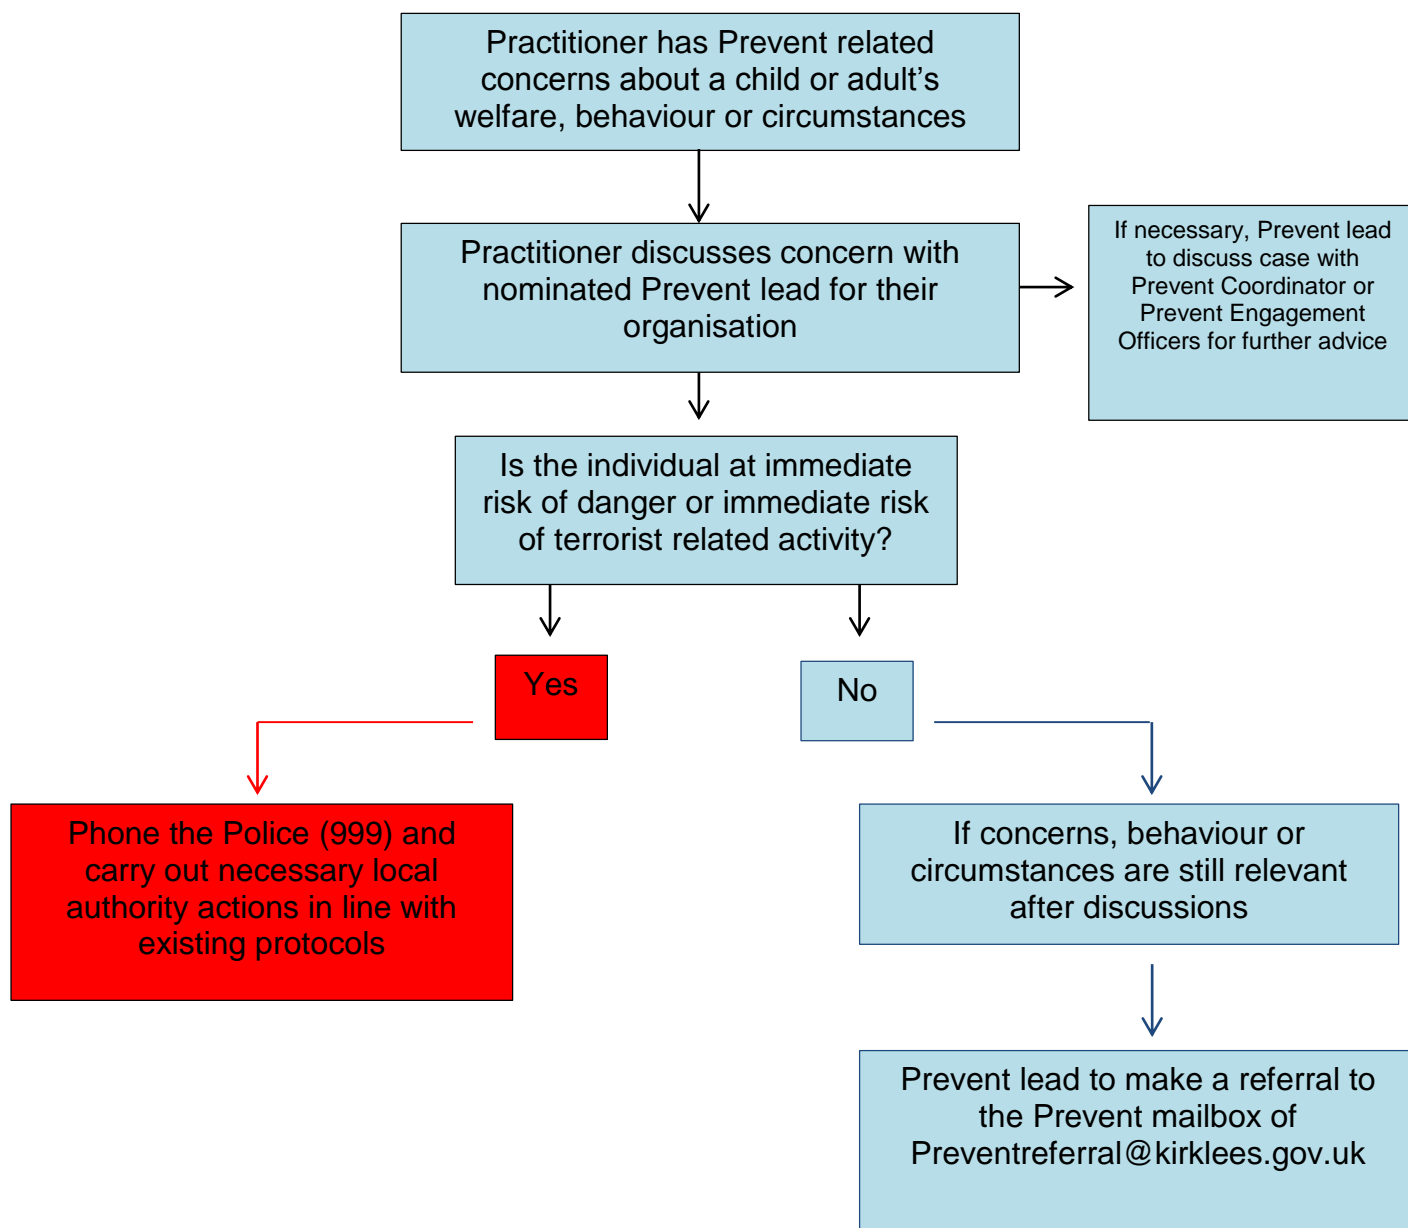 Practitioner has Prevent related
concerns about a child or adult’s
welfare, behaviour or circumstances
Practitioner discusses concern with
nominated Prevent lead for their
organisation
If necessary, Prevent lead
to discuss case with
Prevent Coordinator or
Prevent Engagement
Officers for further advice
Is the individual at immediate
risk of danger or immediate risk
of terrorist related activity?
Yes
No
Phone the Police (999) and
carry out necessary local
authority actions in line with
existing protocols
If concerns, behaviour or
circumstances are still relevant
after discussions
Prevent lead to make a referral to
the Prevent mailbox of
Preventreferral@kirklees.gov.uk